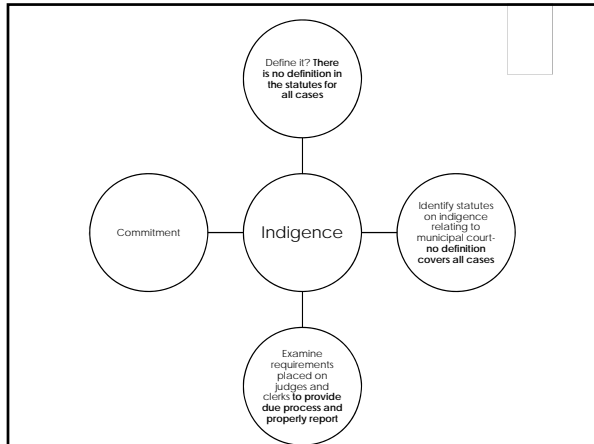 Define it? There
is no definition in
the statutes for
all cases
Commitment
Indigence
Identify statutes
on indigence
relating to
municipal court-
no definition
covers all cases
Examine
requirements
placed on
judges and
clerks to provide
due process and
properly report